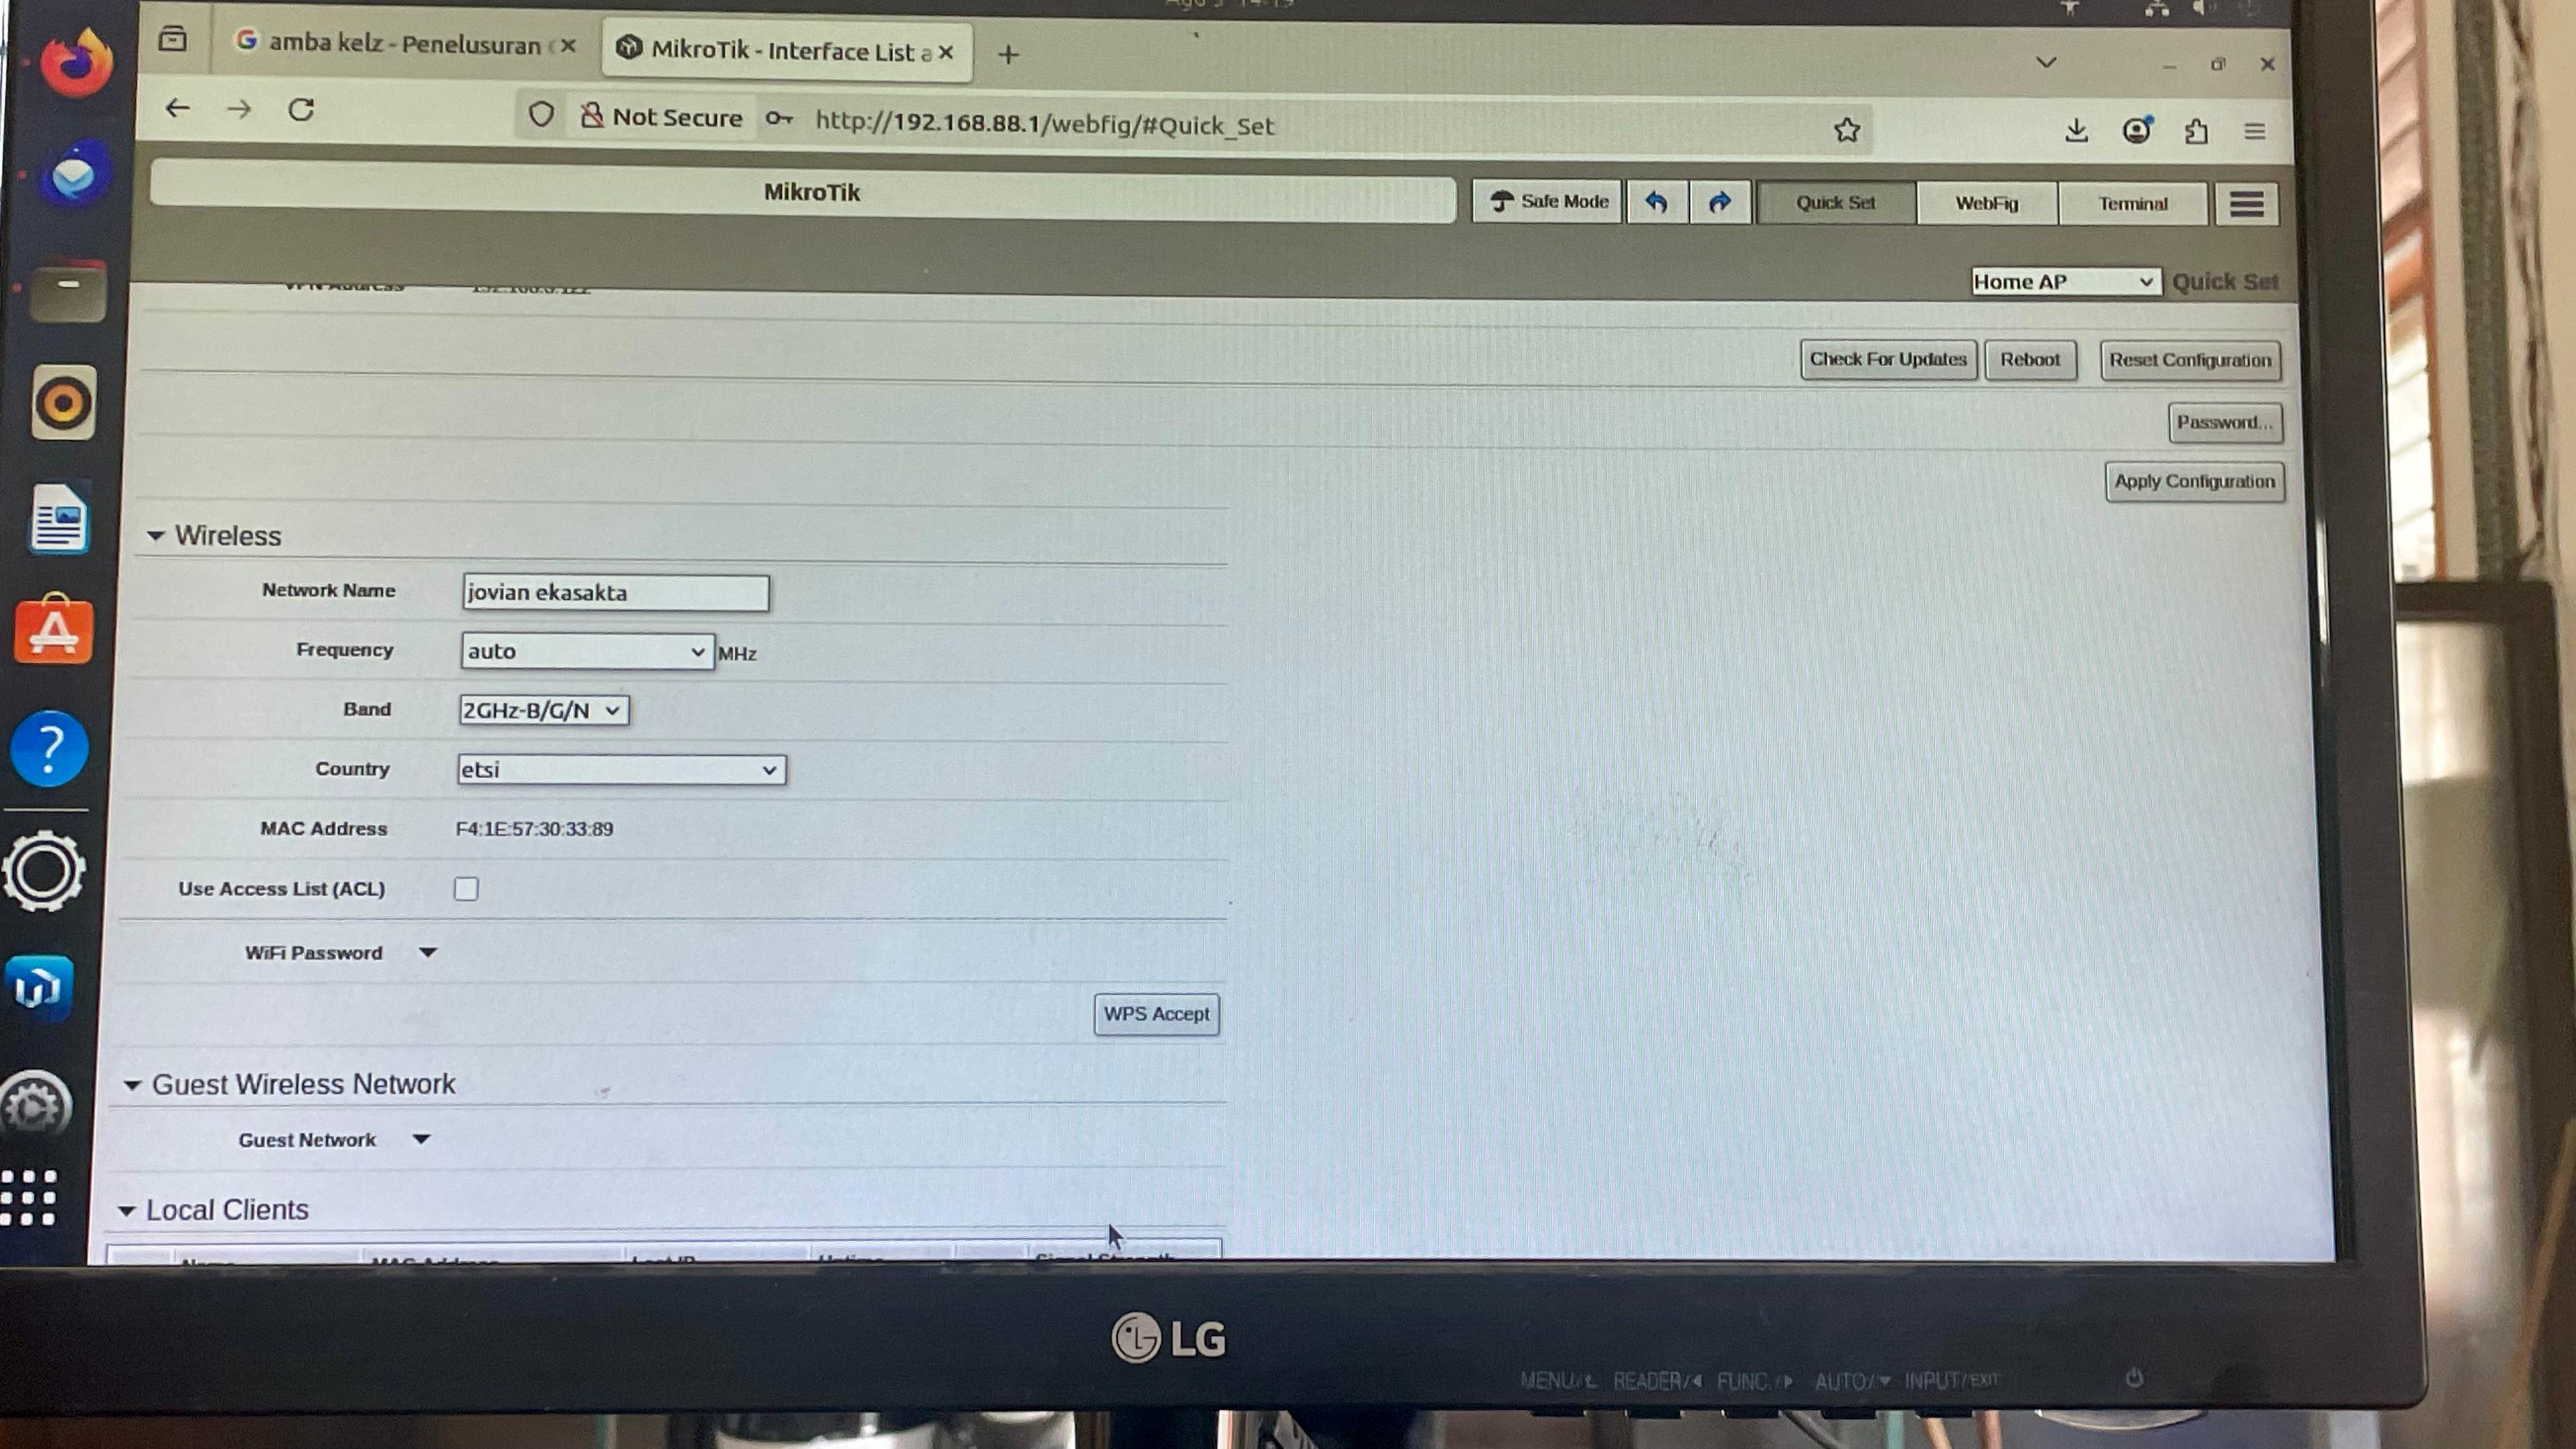 amba kelz - Penelusuran
MikroTik - Interface List a
Not Secure
http://192.168.88.1/webfig/#Quick_Set
MikroTik
Safe Mode
Quick Set
WebFig
Terminal
Home AP
Quick Set
Check For Updates
Reboot
Reset Configuration
Password...
Apply Configuration
Wireless
Network Name jovian ekasakta
Frequency auto MHz
Band 2GHz-B/G/N
Country etsi
MAC Address F4:1E:57:30:33:89
Use Access List (ACL)
WiFi Password
WPS Accept
Guest Wireless Network
Guest Network
Local Clients
LG
MENU/ READER/ FUNC./ AUTO/ INPUT/EXIT